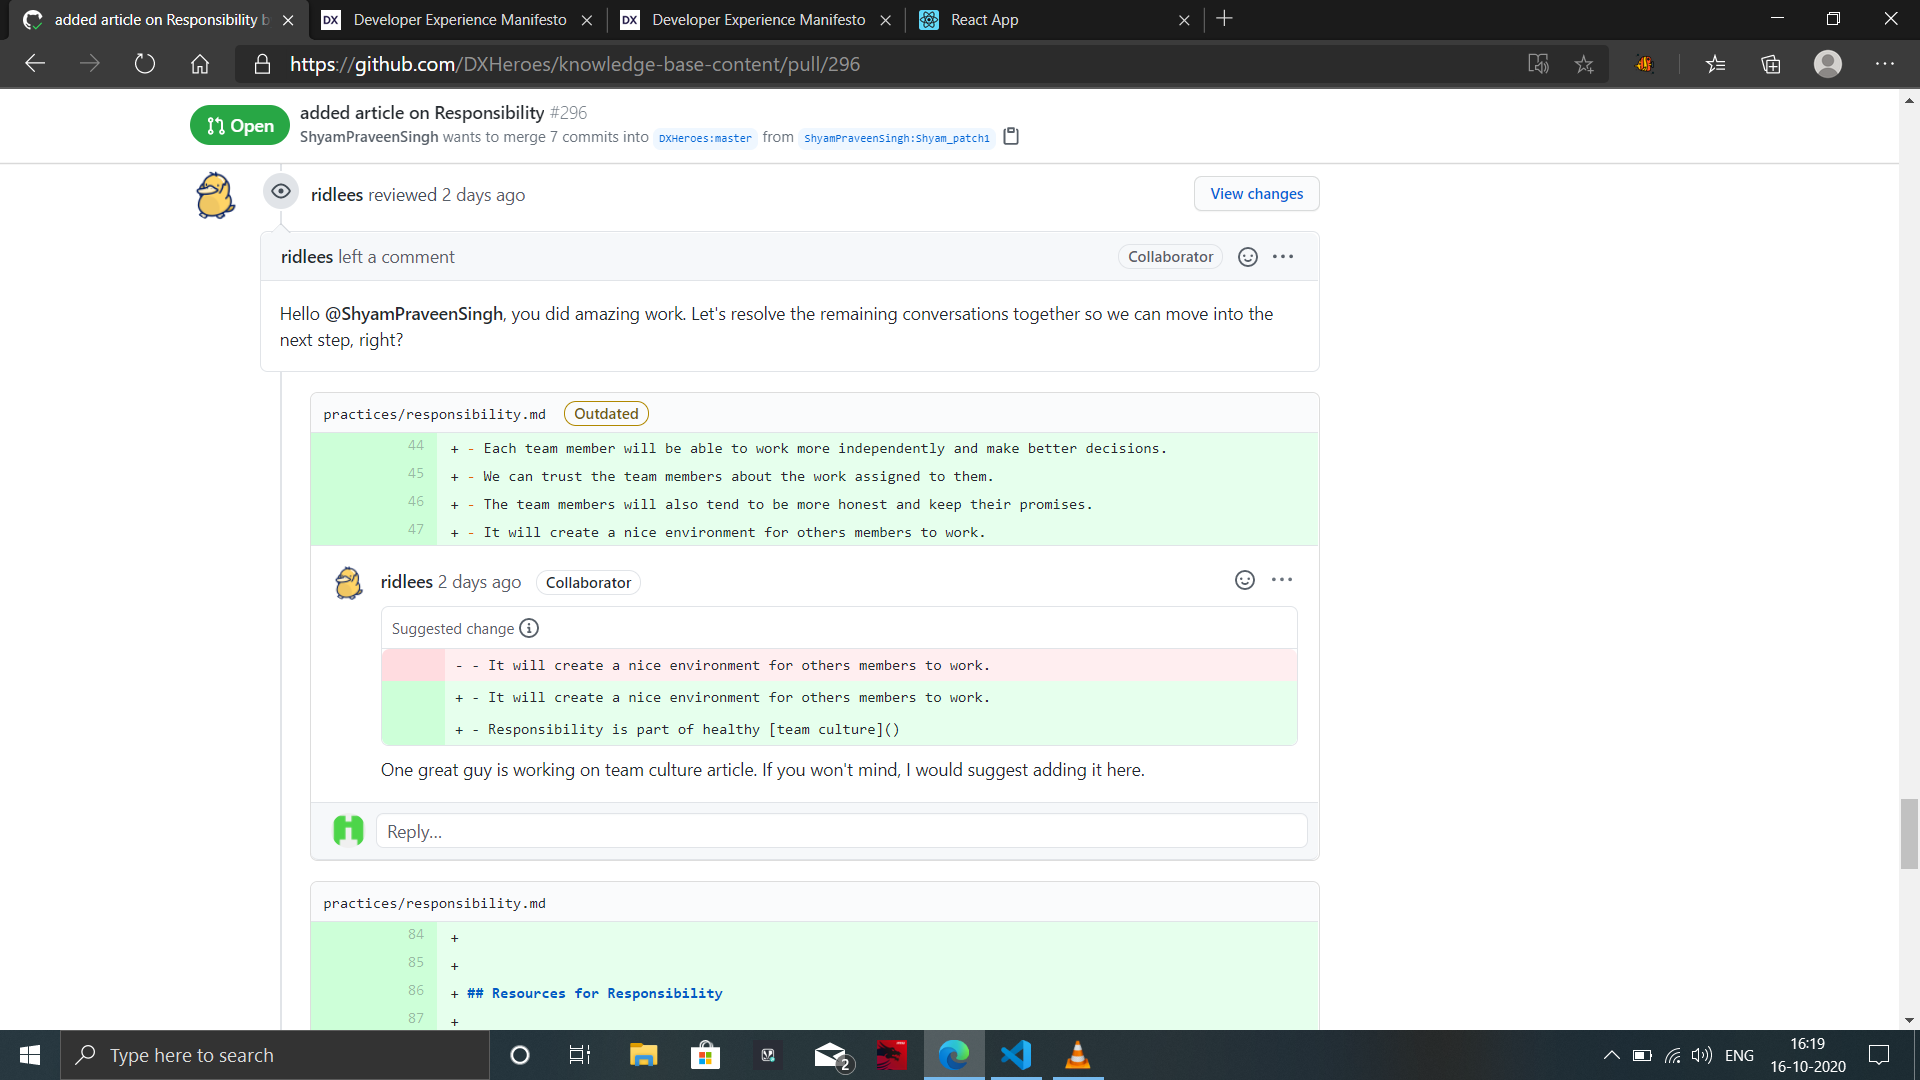 added article on Responsibility b
DX Developer Experience Manifesto
DX Developer Experience Manifesto
React App
https://github.com/DXHeroes/knowledge-base-content/pull/296
Open
added article on Responsibility #296
ShyamPraveenSingh wants to merge 7 commits into DXHeroes:master from ShyamPraveenSingh:Shyam_patch1
ridlees reviewed 2 days ago
View changes
ridlees left a comment
Collaborator
Hello @ShyamPraveenSingh, you did amazing work. Let's resolve the remaining conversations together so we can move into the
next step, right?
practices/responsibility.md Outdated
44 + - Each team member will be able to work more independently and make better decisions.
45 + - We can trust the team members about the work assigned to them.
46 + - The team members will also tend to be more honest and keep their promises.
47 + - It will create a nice environment for others members to work.
ridlees 2 days ago Collaborator
Suggested change
- - It will create a nice environment for others members to work.
+ - It will create a nice environment for others members to work.
+ - Responsibility is part of healthy [team culture]()
One great guy is working on team culture article. If you won't mind, I would suggest adding it here.
Reply...
practices/responsibility.md
84 +
85 +
86 + ## Resources for Responsibility
87 +
Type here to search
2
ENG
16:19
16-10-2020